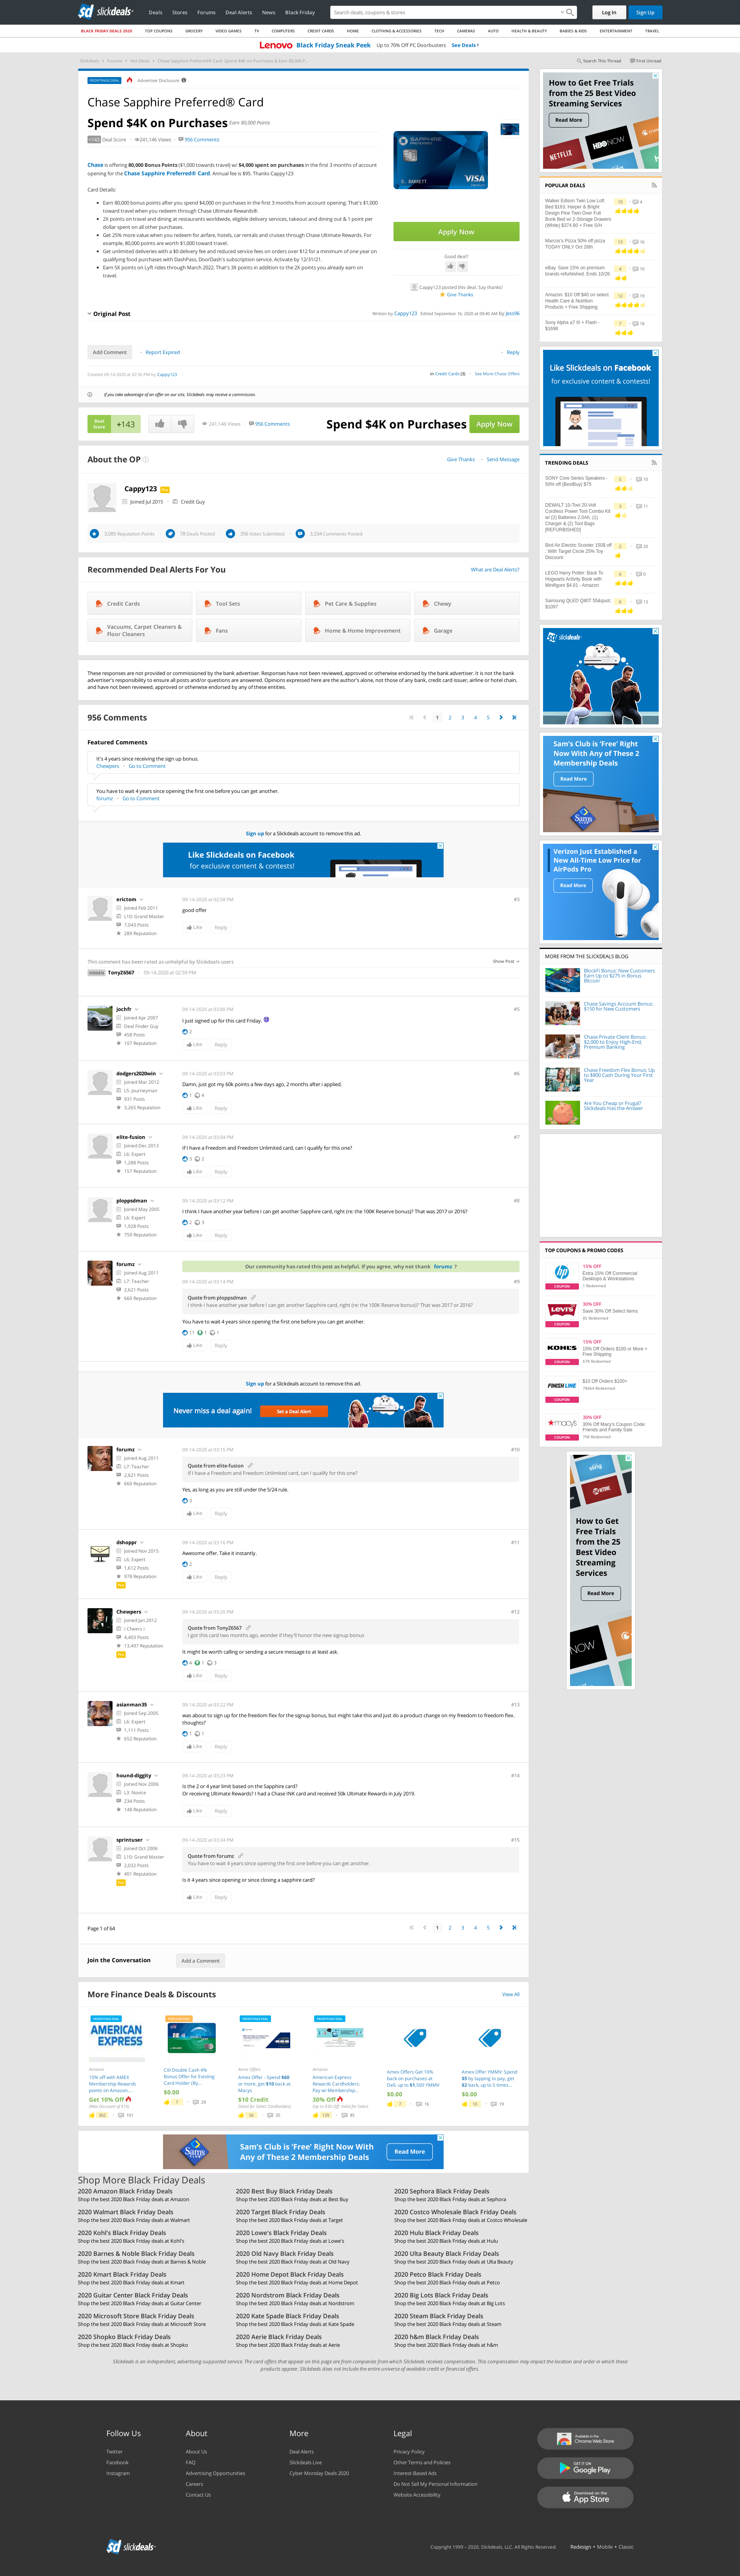 sd slickdeals
Deals
Stores
Forums
Deal Alerts
News
Black Friday
Search deals, coupons & stores
Log In
Sign Up
BLACK FRIDAY DEALS 2020
TOP COUPONS
GROCERY
VIDEO GAMES
TV
COMPUTERS
CREDIT CARDS
HOME
CLOTHING & ACCESSORIES
TECH
CAMERAS
AUTO
HEALTH & BEAUTY
BABIES & KIDS
ENTERTAINMENT
TRAVEL
Lenovo Black Friday Sneak Peek Up to 70% Off PC Doorbusters See Deals
Slickdeals Forums Hot Deals Chase Sapphire Preferred® Card: Spend $4K on Purchases & Earn 80,000 P...
Search This Thread
First Unread
FRONTPAGE DEAL
Advertiser Disclosure
Chase Sapphire Preferred® Card
Spend $4K on Purchases Earn 80,000 Points
+143 Deal Score
241,146 Views
956 Comments
Chase is offering 80,000 Bonus Points ($1,000 towards travel) w/ $4,000 spent on purchases in the first 3 months of account
opening for the Chase Sapphire Preferred® Card. Annual fee is $95. Thanks Cappy123
Card Details:
Earn 80,000 bonus points after you spend $4,000 on purchases in the first 3 months from account opening. That's $1,000
toward travel when you redeem through Chase Ultimate Rewards®.
2X points on travel and dining at restaurants including eligible delivery services, takeout and dining out & 1 point per
dollar spent on all other purchases.
Get 25% more value when you redeem for airfare, hotels, car rentals and cruises through Chase Ultimate Rewards. For
example, 80,000 points are worth $1,000 toward travel.
Get unlimited deliveries with a $0 delivery fee and reduced service fees on orders over $12 for a minimum of one year on
qualifying food purchases with DashPass, DoorDash's subscription service. Activate by 12/31/21.
Earn 5X points on Lyft rides through March 2022. That's 3X points in addition to the 2X points you already earn on
travel.
Apply Now
Good deal?
Cappy123 posted this deal. Say thanks!
Give Thanks
Original Post
Written by Cappy123 Edited September 16, 2020 at 09:40 AM by Jess96
Add Comment
Report Expired
Reply
Created 09-14-2020 at 02:56 PM by Cappy123
in Credit Cards (3)
See More Chase Offers
If you take advantage of an offer on our site, Slickdeals may receive a commission.
Deal
Score
+143
241,146 Views
956 Comments
Spend $4K on Purchases
Apply Now
About the OP
Give Thanks
Send Message
Cappy123 Pro
Joined Jul 2015
Credit Guy
3,085 Reputation Points
78 Deals Posted
356 Votes Submitted
3,334 Comments Posted
Recommended Deal Alerts For You
What are Deal Alerts?
Credit Cards
Tool Sets
Pet Care & Supplies
Chewy
Vacuums, Carpet Cleaners &
Floor Cleaners
Fans
Home & Home Improvement
Garage
These responses are not provided or commissioned by the bank advertiser. Responses have not been reviewed, approved or otherwise endorsed by the bank advertiser. It is not the bank
advertiser's responsibility to ensure all posts and/or questions are answered. Opinions expressed here are the author's alone, not those of any bank, credit card issuer, airline or hotel chain,
and have not been reviewed, approved or otherwise endorsed by any of these entities.
956 Comments
1 2 3 4 5
Featured Comments
It's 4 years since receiving the sign up bonus.
Chewpers
Go to Comment
You have to wait 4 years since opening the first one before you can get another.
forumz
Go to Comment
Sign up for a Slickdeals account to remove this ad.
Like Slickdeals on Facebook
for exclusive content & contests!
erictom
Joined Feb 2011
L10: Grand Master
7,043 Posts
289 Reputation
09-14-2020 at 02:58 PM
#3
good offer
Like
Reply
This comment has been rated as unhelpful by Slickdeals users
Show Post
HIDDEN TonyZ6567
09-14-2020 at 02:59 PM
jochfr
Joined Apr 2007
Deal Finder Guy
458 Posts
107 Reputation
09-14-2020 at 03:00 PM
#5
I just signed up for this card Friday.
2
Like
Reply
dodgers2020win
Joined Mar 2012
L5: Journeyman
931 Posts
3,265 Reputation
09-14-2020 at 03:03 PM
#6
Damn, just got my 60k points a few days ago, 2 months after i applied.
1 4
Like
Reply
elite-fusion
Joined Dec 2013
L6: Expert
1,288 Posts
157 Reputation
09-14-2020 at 03:04 PM
#7
If I have a Freedom and Freedom Unlimited card, can I qualify for this one?
5 2
Like
Reply
ploppsdman
Joined May 2005
L6: Expert
1,928 Posts
750 Reputation
09-14-2020 at 03:12 PM
#8
I think I have another year before I can get another Sapphire card, right (re: the 100K Reserve bonus)? That was 2017 or 2016?
2 3
Like
Reply
forumz
Joined Aug 2011
L7: Teacher
2,621 Posts
660 Reputation
Our community has rated this post as helpful. If you agree, why not thank forumz ?
09-14-2020 at 03:14 PM
#9
Quote from ploppsdman
I think I have another year before I can get another Sapphire card, right (re: the 100K Reserve bonus)? That was 2017 or 2016?
You have to wait 4 years since opening the first one before you can get another.
11 1 1
Like
Reply
Sign up for a Slickdeals account to remove this ad.
Never miss a deal again!
Set a Deal Alert
forumz
Joined Aug 2011
L7: Teacher
2,621 Posts
660 Reputation
09-14-2020 at 03:15 PM
#10
Quote from elite-fusion
If I have a Freedom and Freedom Unlimited card, can I qualify for this one?
Yes, as long as you are still under the 5/24 rule.
3
Like
Reply
dshoppr
Joined Nov 2015
L6: Expert
1,612 Posts
978 Reputation
Pro
09-14-2020 at 03:16 PM
#11
Awesome offer. Take it instantly.
2
Like
Reply
Chewpers
Joined Jan 2012
! Cheers !
4,403 Posts
13,497 Reputation
Pro
09-14-2020 at 03:20 PM
#12
Quote from TonyZ6567
I got this card two months ago, wonder if they'll honor the new signup bonus
It might be worth calling or sending a secure message to at least ask.
4 1 3
Like
Reply
asianman35
Joined Sep 2005
L6: Expert
1,111 Posts
652 Reputation
09-14-2020 at 03:22 PM
#13
was about to sign up for the freedom flex for the signup bonus, but might take this and just do a product change on my freedom to freedom flex.
thoughts?
1 1
Like
Reply
hound-diggity
Joined Nov 2006
L3: Novice
234 Posts
148 Reputation
09-14-2020 at 03:23 PM
#14
Is the 2 or 4 year limit based on the Sapphire card?
Or receiving Ultimate Rewards? I had a Chase INK card and received 50k Ultimate Rewards in July 2019.
Like
Reply
sprintuser
Joined Oct 2006
L10: Grand Master
2,032 Posts
401 Reputation
Pro
09-14-2020 at 03:24 PM
#15
Quote from forumz
You have to wait 4 years since opening the first one before you can get another.
Is it 4 years since opening or since closing a sapphire card?
Like
Reply
Page 1 of 64
1 2 3 4 5
Join the Conversation
Add a Comment
More Finance Deals & Discounts
View All
Amazon
10% off with AMEX
Membership Rewards
points on Amazon...
Get 10% Off
302 191
Citi Double Cash 4%
Bonus Offer for Existing
Card Holder (By...
$0.00
7 29
Amex Offers
Amex Offer - Spend $60
or more, get $10 back at
Macys
$10 Credit
35
Amazon
American Express
Rewards Cardholders:
Pay w/ Membership...
30% Off
139 85
Amex Offers Get 10%
back on purchases at
Dell, up to $1,500 YMMV
$0.00
7 16
Amex Offer YMMV: Spend
$5 by tapping to pay, get
$2 back, up to 5 times...
$0.00
10 19
Sam's Club is 'Free' Right Now With
Any of These 2 Membership Deals
Read More
Shop More Black Friday Deals
2020 Amazon Black Friday Deals
Shop the best 2020 Black Friday deals at Amazon
2020 Best Buy Black Friday Deals
Shop the best 2020 Black Friday deals at Best Buy
2020 Sephora Black Friday Deals
Shop the best 2020 Black Friday deals at Sephora
2020 Walmart Black Friday Deals
Shop the best 2020 Black Friday deals at Walmart
2020 Target Black Friday Deals
Shop the best 2020 Black Friday deals at Target
2020 Costco Wholesale Black Friday Deals
Shop the best 2020 Black Friday deals at Costco Wholesale
2020 Kohl's Black Friday Deals
Shop the best 2020 Black Friday deals at Kohl's
2020 Lowe's Black Friday Deals
Shop the best 2020 Black Friday deals at Lowe's
2020 Hulu Black Friday Deals
Shop the best 2020 Black Friday deals at Hulu
2020 Barnes & Noble Black Friday Deals
Shop the best 2020 Black Friday deals at Barnes & Noble
2020 Old Navy Black Friday Deals
Shop the best 2020 Black Friday deals at Old Navy
2020 Ulta Beauty Black Friday Deals
Shop the best 2020 Black Friday deals at Ulta Beauty
2020 Kmart Black Friday Deals
Shop the best 2020 Black Friday deals at Kmart
2020 Home Depot Black Friday Deals
Shop the best 2020 Black Friday deals at Home Depot
2020 Petco Black Friday Deals
Shop the best 2020 Black Friday deals at Petco
2020 Guitar Center Black Friday Deals
Shop the best 2020 Black Friday deals at Guitar Center
2020 Nordstrom Black Friday Deals
Shop the best 2020 Black Friday deals at Nordstrom
2020 Big Lots Black Friday Deals
Shop the best 2020 Black Friday deals at Big Lots
2020 Microsoft Store Black Friday Deals
Shop the best 2020 Black Friday deals at Microsoft Store
2020 Kate Spade Black Friday Deals
Shop the best 2020 Black Friday deals at Kate Spade
2020 Steam Black Friday Deals
Shop the best 2020 Black Friday deals at Steam
2020 Shopko Black Friday Deals
Shop the best 2020 Black Friday deals at Shopko
2020 Aerie Black Friday Deals
Shop the best 2020 Black Friday deals at Aerie
2020 h&m Black Friday Deals
Shop the best 2020 Black Friday deals at h&m
Slickdeals is an independent, advertising-supported service. The card offers that appear on this page are from companies from which Slickdeals receives compensation. This compensation may impact the location and order in which these
products appear. Slickdeals does not include the entire universe of available credit or financial offers.
How to Get Free Trials
from the 25 Best Video
Streaming Services
Read More
NETFLIX
HBO NOW
POPULAR DEALS
Walker Edison Twin Low Loft
Bed $163, Harper & Bright
Design Pine Twin Over Full
Bunk Bed w/ 2-Storage Drawers
(White) $374.80 + Free S/H
Marcos's Pizza 50% off pizza
TODAY ONLY Oct 26th
eBay: Save 15% on premium
brands refurbished. Ends 10/26.
Amazon: $10 Off $40 on select
Health Care & Nutrition
Products + Free Shipping
Sony Alpha a7 III + Flash -
$1698
Like Slickdeals on Facebook
for exclusive content & contests!
TRENDING DEALS
SONY Core Series Speakers -
50% off (BestBuy) $75
DEWALT 10-Tool 20-Volt
Cordless Power Tool Combo Kit
w/ (2) Batteries 2.0Ah, (1)
Charger & (2) Tool Bags
[REFURBISHED]
Bird Air Electric Scooter 150$ off
: With Target Circle 25% Toy
Discount
LEGO Harry Potter: Back To
Hogwarts Activity Book with
Minifigure $4.81 - Amazon
Samsung QLED Q80T 55&quot;
$1097
slickdeals
Sam's Club is 'Free' Right
Now With Any of These 2
Membership Deals
Read More
Verizon Just Established a
New All-Time Low Price for
AirPods Pro
Read More
MORE FROM THE SLICKDEALS BLOG
BlockFi Bonus: New Customers
Earn Up to $275 in Bonus
Bitcoin
Chase Savings Account Bonus:
$150 for New Customers
Chase Private Client Bonus:
$2,000 to Enjoy High-End,
Premium Banking
Chase Freedom Flex Bonus: Up
to $800 Cash During Your First
Year
Are You Cheap or Frugal?
Slickdeals Has the Answer
TOP COUPONS & PROMO CODES
hp
COUPON
15% OFF
Extra 15% Off Commercial
Desktops & Workstations
1 Redeemed
LEVI'S
COUPON
30% OFF
Save 30% Off Select Items
85 Redeemed
KOHL'S
COUPON
15% OFF
15% Off Orders $100 or More +
Free Shipping
61K Redeemed
FINISH LINE
COUPON
$10 Off Orders $100+
macys
COUPON
30% OFF
30% Off Macy's Coupon Code:
Friends and Family Sale
70K Redeemed
sling
SHOWTIME
How to Get
Free Trials
from the 25
Best Video
Streaming
Services
Read More
NOW
Follow Us
Twitter
Facebook
Instagram
About
About Us
FAQ
Advertising Opportunities
Careers
Contact Us
More
Deal Alerts
Slickdeals Live
Cyber Monday Deals 2020
Legal
Privacy Policy
Other Terms and Policies
Interest-Based Ads
Do Not Sell My Personal Information
Website Accessibility
Available in the
Chrome Web Store
GET IT ON
Google Play
Download on the
App Store
sd slickdeals
Copyright 1999 – 2020. Slickdeals, LLC. All Rights Reserved.
Redesign • Mobile • Classic